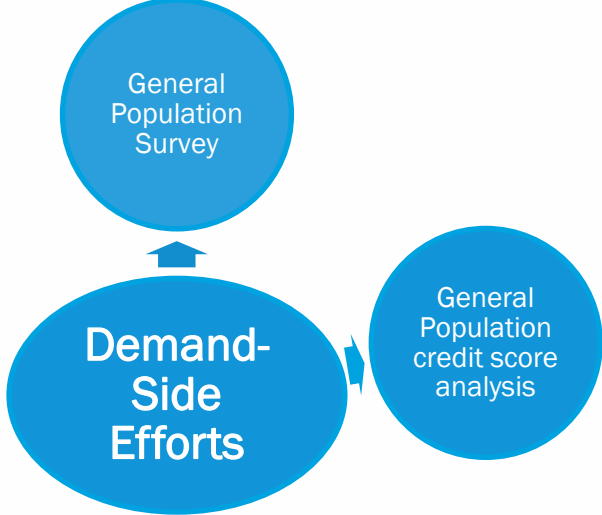 General
Population
Survey
General
Population
credit score
analysis
Demand-
Side
Efforts